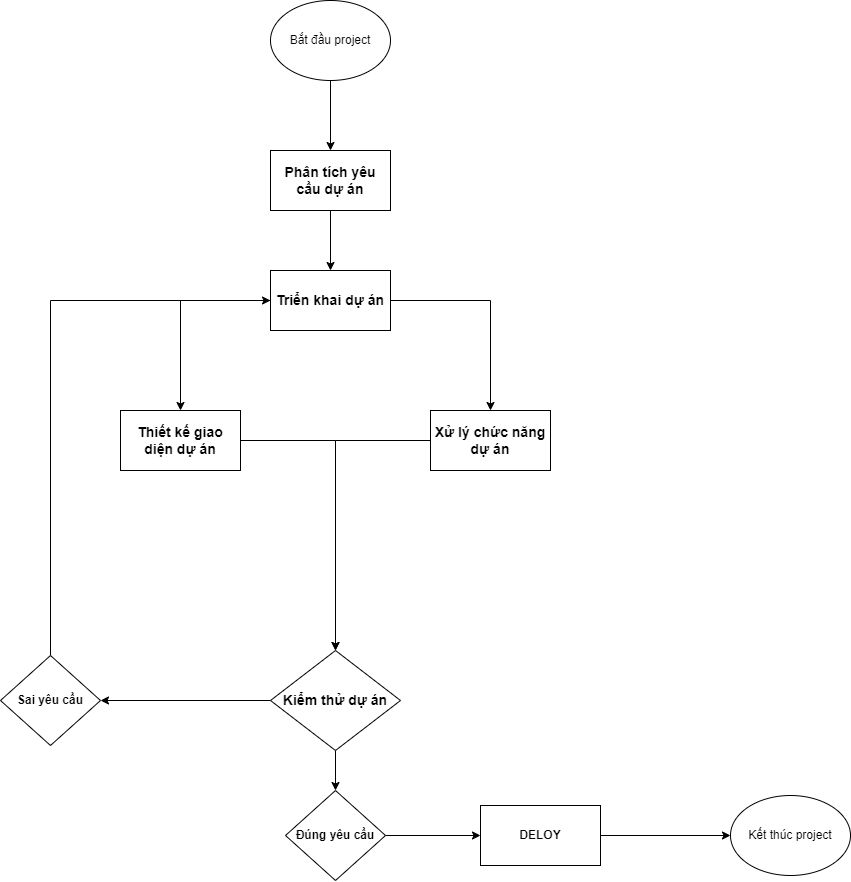 Bắt đầu project
Phân tích yêu
cầu dự án
Triển khai dự án
Thiết kế giao
diện dự án
Xử lý chức năng
dự án
Sai yêu cầu
Kiểm thử dự án
Đúng yêu cầu
DELOY
Kết thúc project